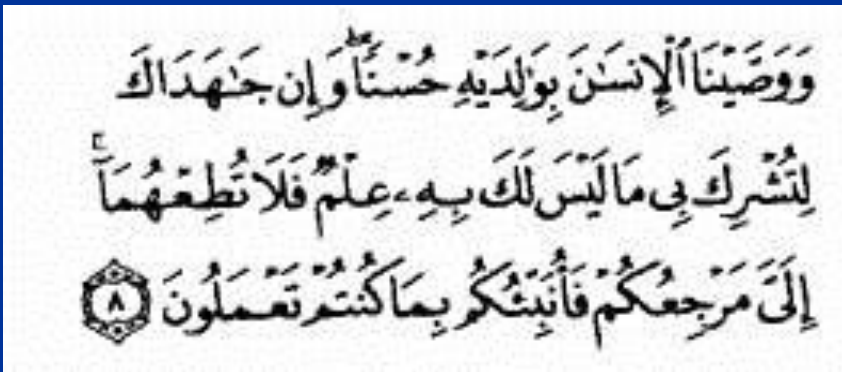 وَوَصَّيْنَا ٱلْإِنسَٰنَ بِوَٰلِدَيْهِ حُسْنًاۖ وَإِن جَٰهَدَاكَ
لِتُشْرِكَ بِى مَا لَيْسَ لَكَ بِهِۦ عِلْمٌ فَلَا تُطِعْهُمَآۚ
إِلَىَّ مَرْجِعُكُمْ فَأُنَبِّئُكُم بِمَا كُنتُمْ تَعْمَلُونَ ٨